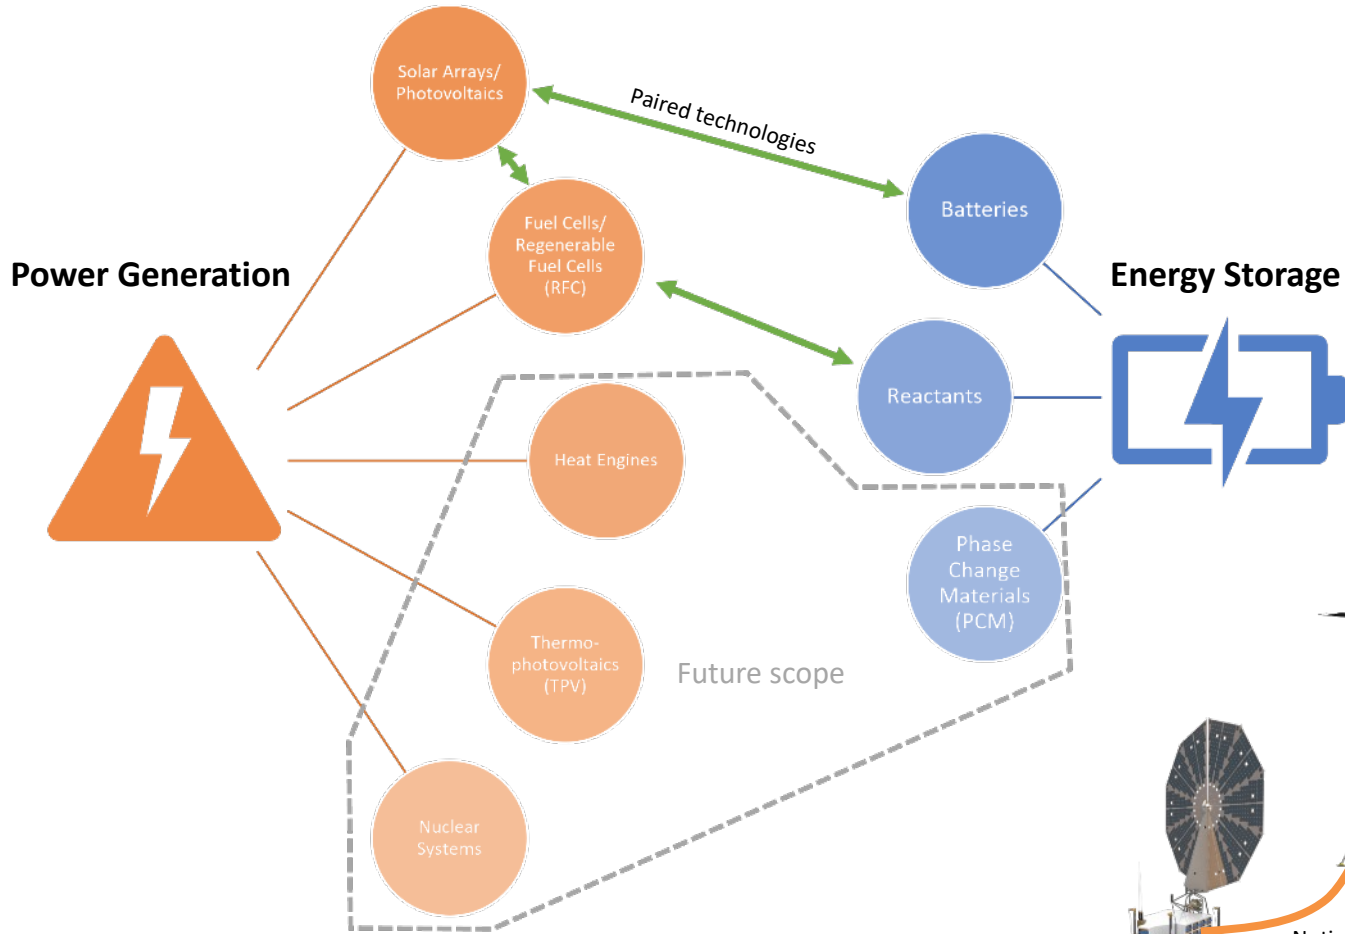 Solar Arrays/
Photovoltaics
Paired technologies
Batteries
Fuel Cells/
Regenerable
Fuel Cells
(RFC)
Power Generation
Energy Storage
Reactants
Heat Engines
Phase
Change
Materials
(PCM)
Thermo-
photovoltaics
(TPV)
Future scope
Nuclear
Systems